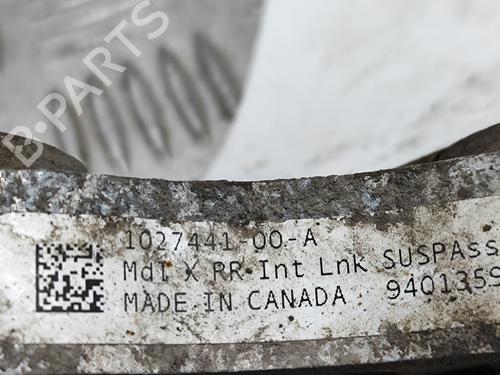 B-PARTS
1027441-00-A
Mdl X RR Int Lnk SUSPAss
MADE IN CANADA 9401359